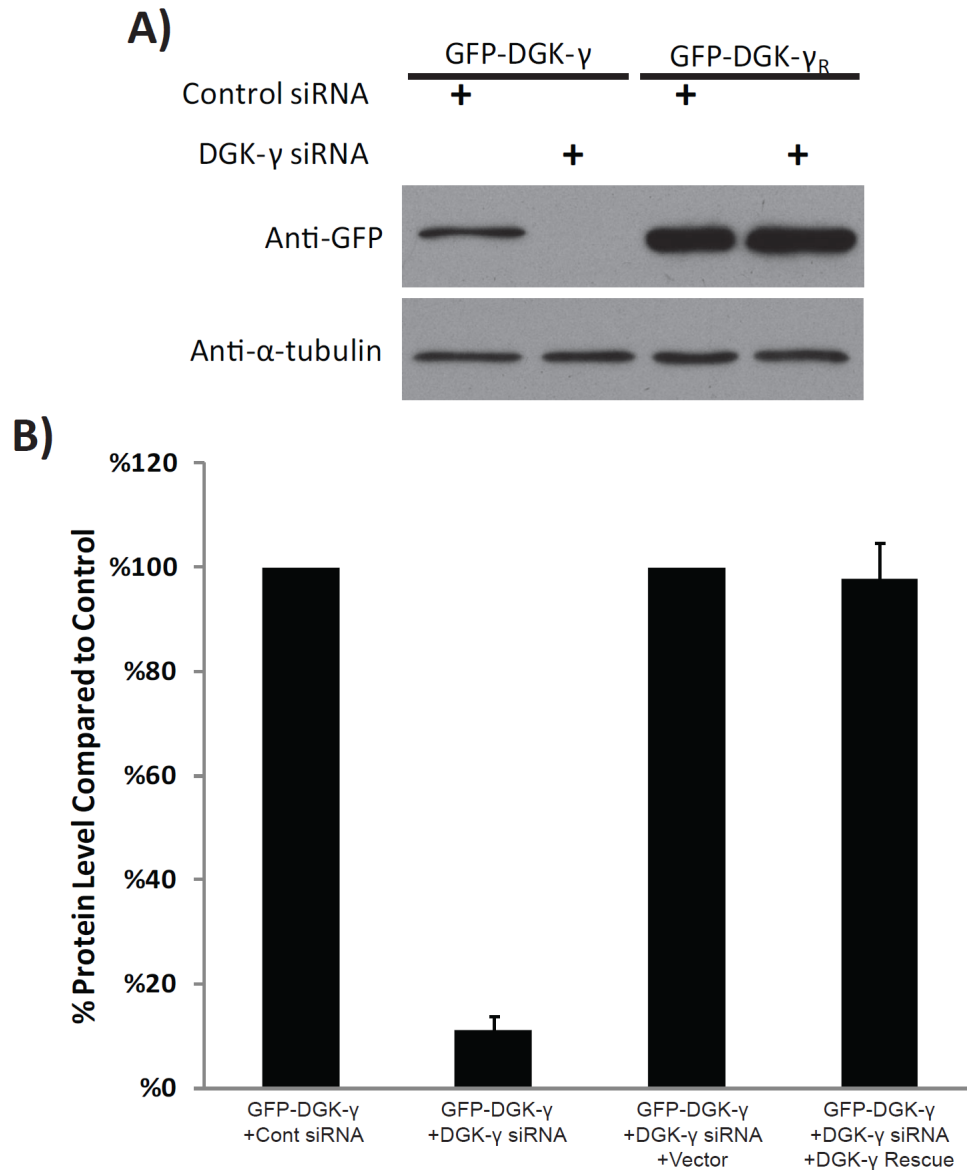 A)
GFP-DGK-γ GFP-DGK-γR
Control siRNA + +
DGK-γ siRNA + +
Anti-GFP
Anti-α-tubulin
B)
% Protein Level Compared to Control
%120
%100
%80
%60
%40
%20
%0
GFP-DGK-γ
+Cont siRNA
GFP-DGK-γ
+DGK-γ siRNA
GFP-DGK-γ
+DGK-γ siRNA
+Vector
GFP-DGK-γ
+DGK-γ siRNA
+DGK-γ Rescue